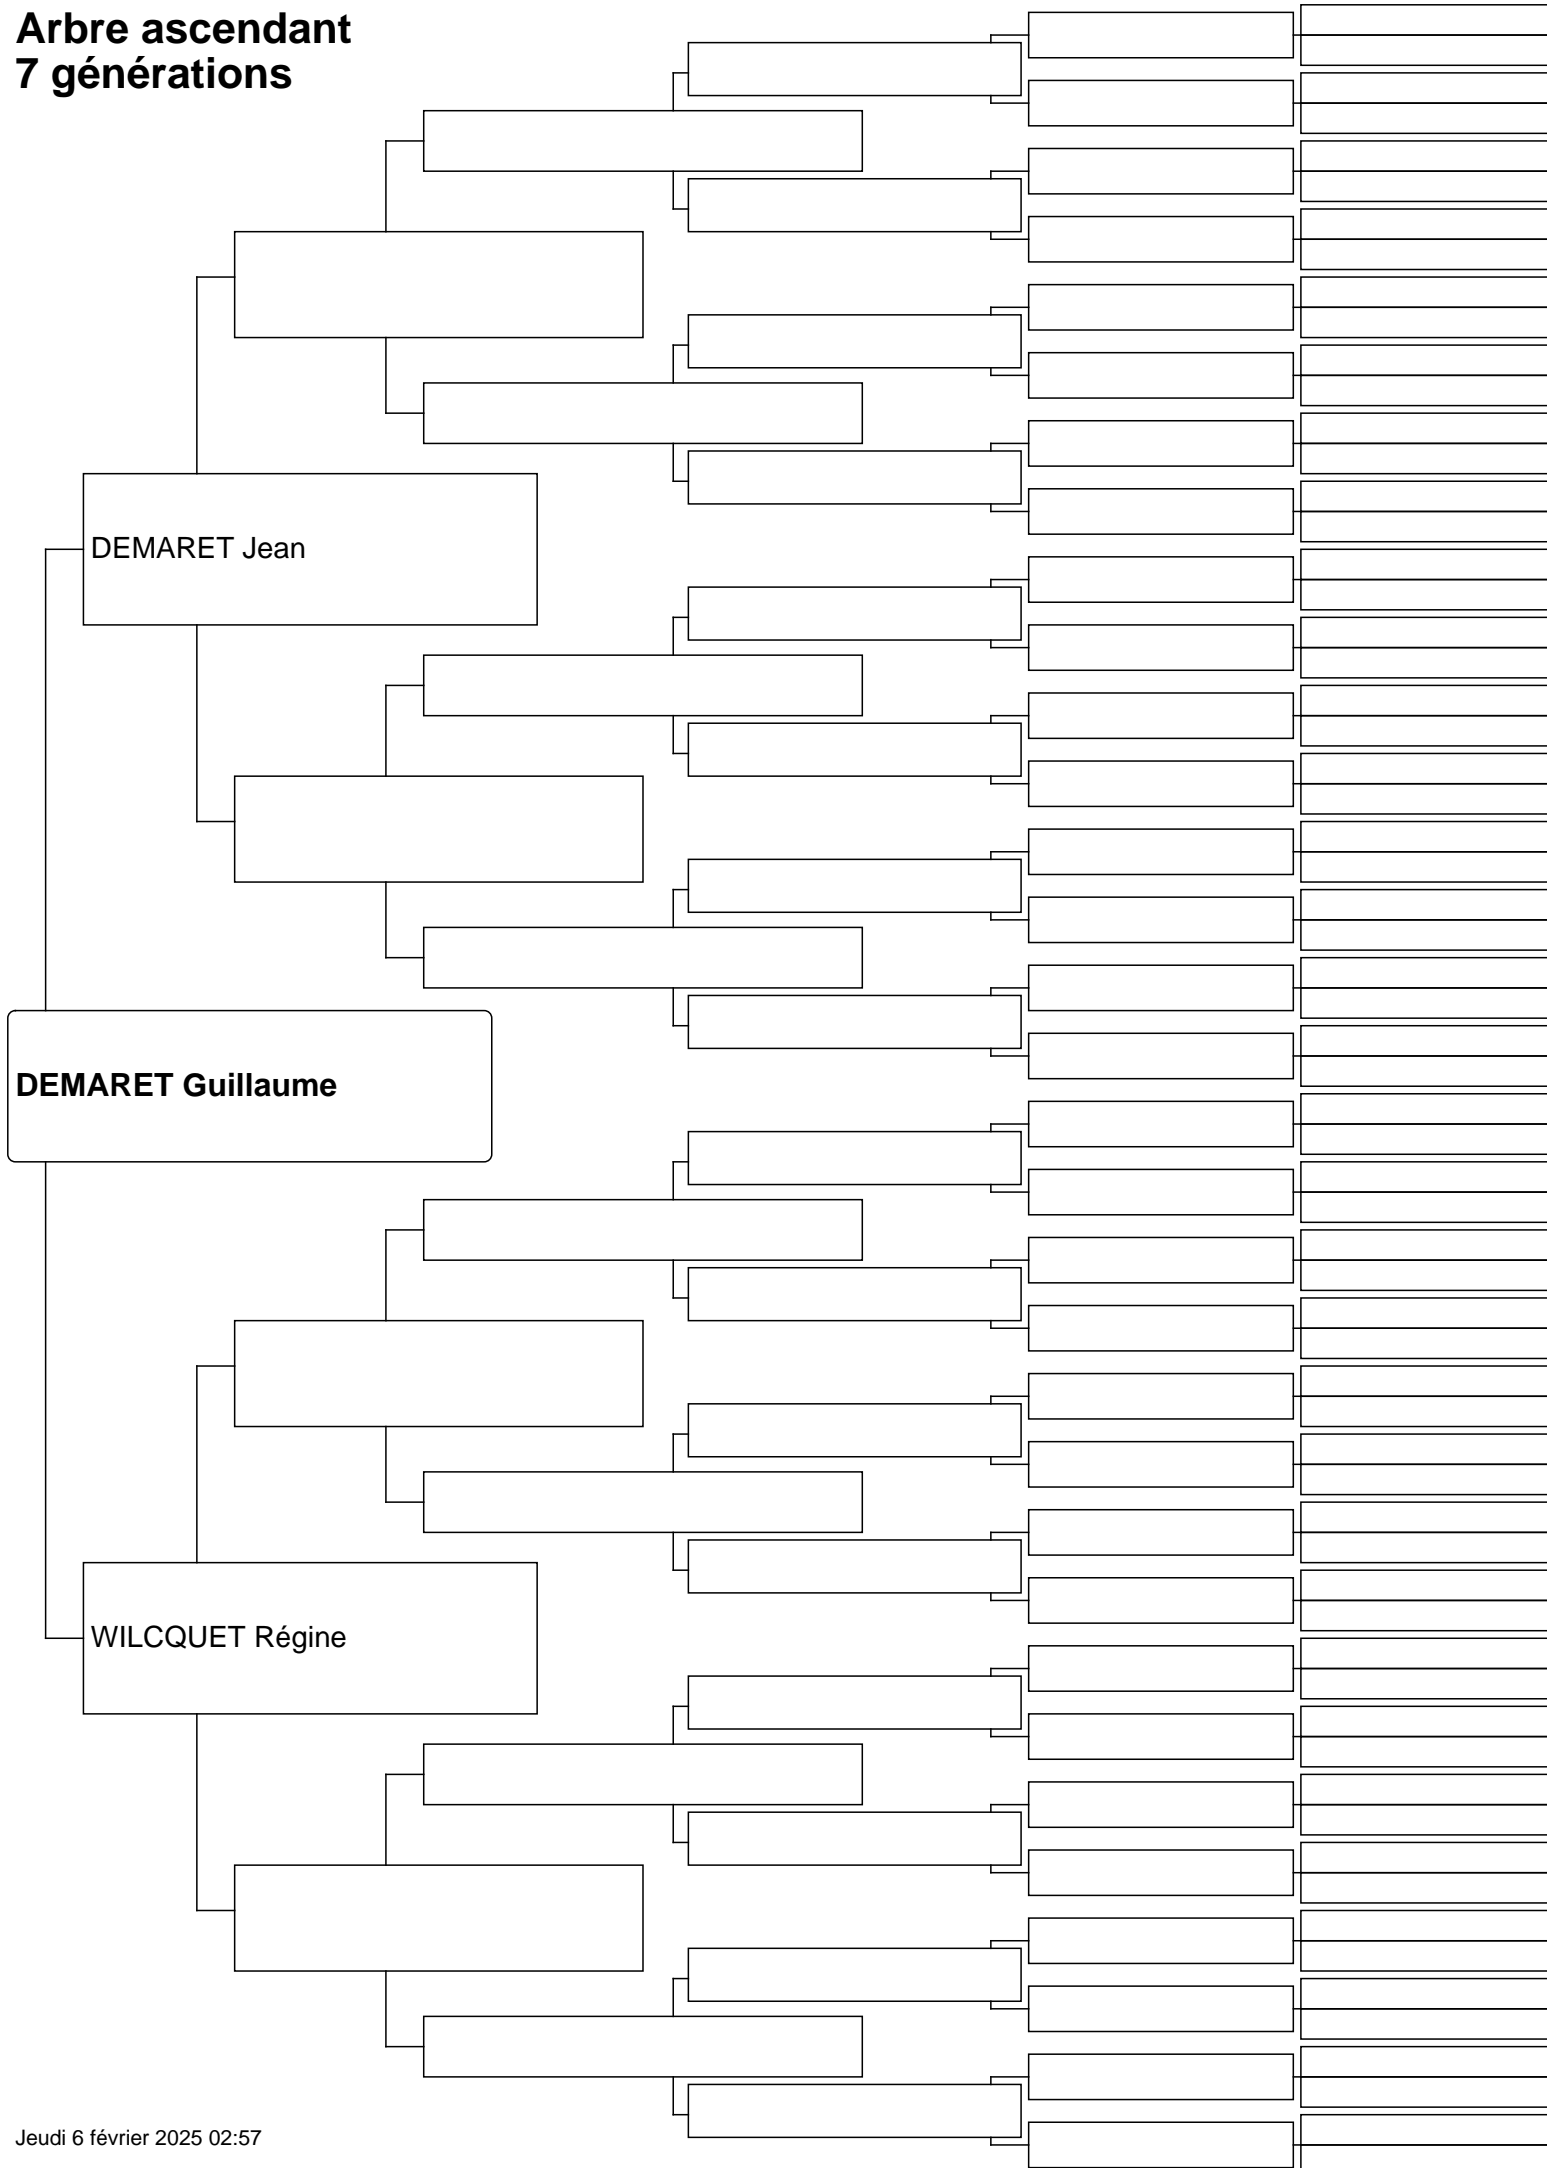 Arbre ascendant
7 générations
DEMARET Jean
DEMARET Guillaume
WILCQUET Régine
Jeudi 6 février 2025 02:57